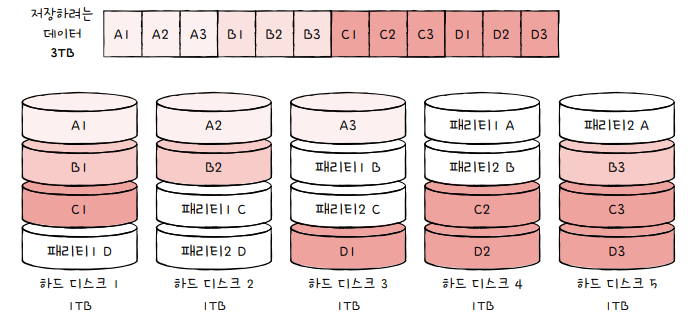 저장하려는
데이터
3TB
A1 A2 A3 B1 B2 B3 C1 C2 C3 D1 D2 D3
A1 A2 A3 패리티1 A 패리티2 A
B1 B2 패리티1 B 패리티2 B B3
C1 패리티1 C 패리티2 C C2 C3
패리티1 D 패리티2 D D1 D2 D3
하드 디스크 1 하드 디스크 2 하드 디스크 3 하드 디스크 4 하드 디스크 5
1TB 1TB 1TB 1TB 1TB